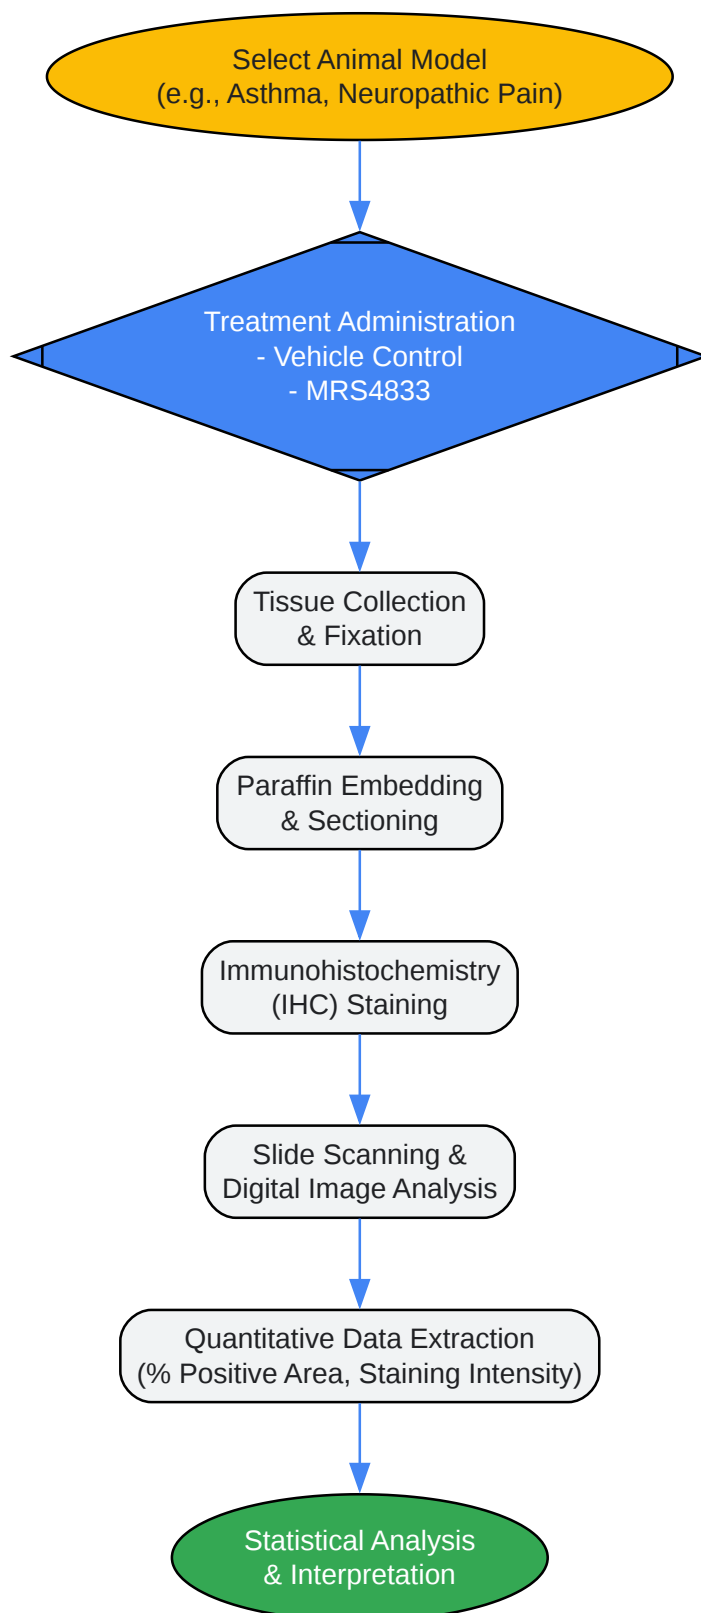 Select Animal Model
(e.g., Asthma, Neuropathic Pain)
Treatment Administration
- Vehicle Control
- MRS4833
Tissue Collection
& Fixation
Paraffin Embedding
& Sectioning
Immunohistochemistry
(IHC) Staining
Slide Scanning &
Digital Image Analysis
Quantitative Data Extraction
(% Positive Area, Staining Intensity)
Statistical Analysis
& Interpretation